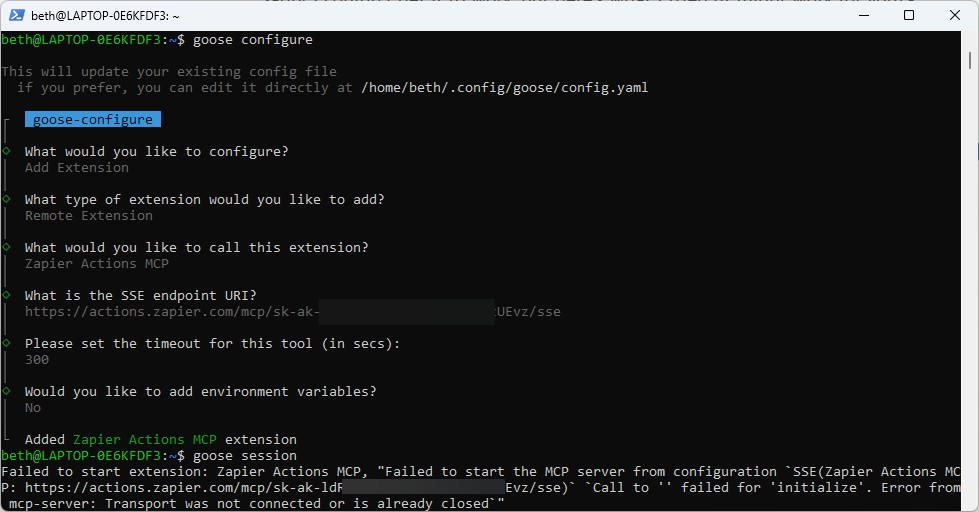 beth@LAPTOP-0E6KFDF3: ~
beth@LAPTOP-0E6KFDF3:~$ goose configure
This will update your existing config file
if you prefer, you can edit it directly at /home/beth/.config/goose/config.yaml
goose-configure
What would you like to configure?
Add Extension
What type of extension would you like to add?
Remote Extension
What would you like to call this extension?
Zapier Actions MCP
What is the SSE endpoint URI?
https://actions.zapier.com/mcp/sk-ak- UEvz/sse
Please set the timeout for this tool (in secs):
300
Would you like to add environment variables?
No
Added Zapier Actions MCP extension
beth@LAPTOP-0E6KFDF3:~$ goose session
Failed to start extension: Zapier Actions MCP, "Failed to start the MCP server from configuration `SSE(Zapier Actions MC
P: https://actions.zapier.com/mcp/sk-ak-ld Evz/sse)` `Call to '' failed for 'initialize'. Error from
mcp-server: Transport was not connected or is already closed`"